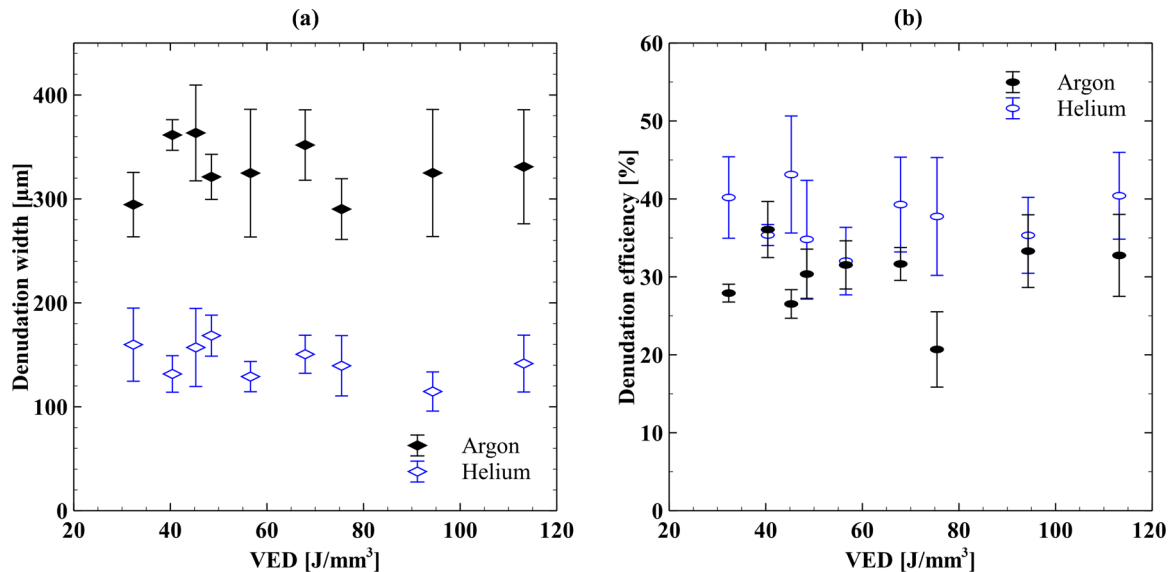 (a)
400
300
200
100
0
Denudation width [µm]
20 40 60 80 100 120
VED [J/mm³]
Argon
Helium
(b)
60
50
40
30
20
10
0
Denudation efficiency [%]
20 40 60 80 100 120
VED [J/mm³]
Argon
Helium